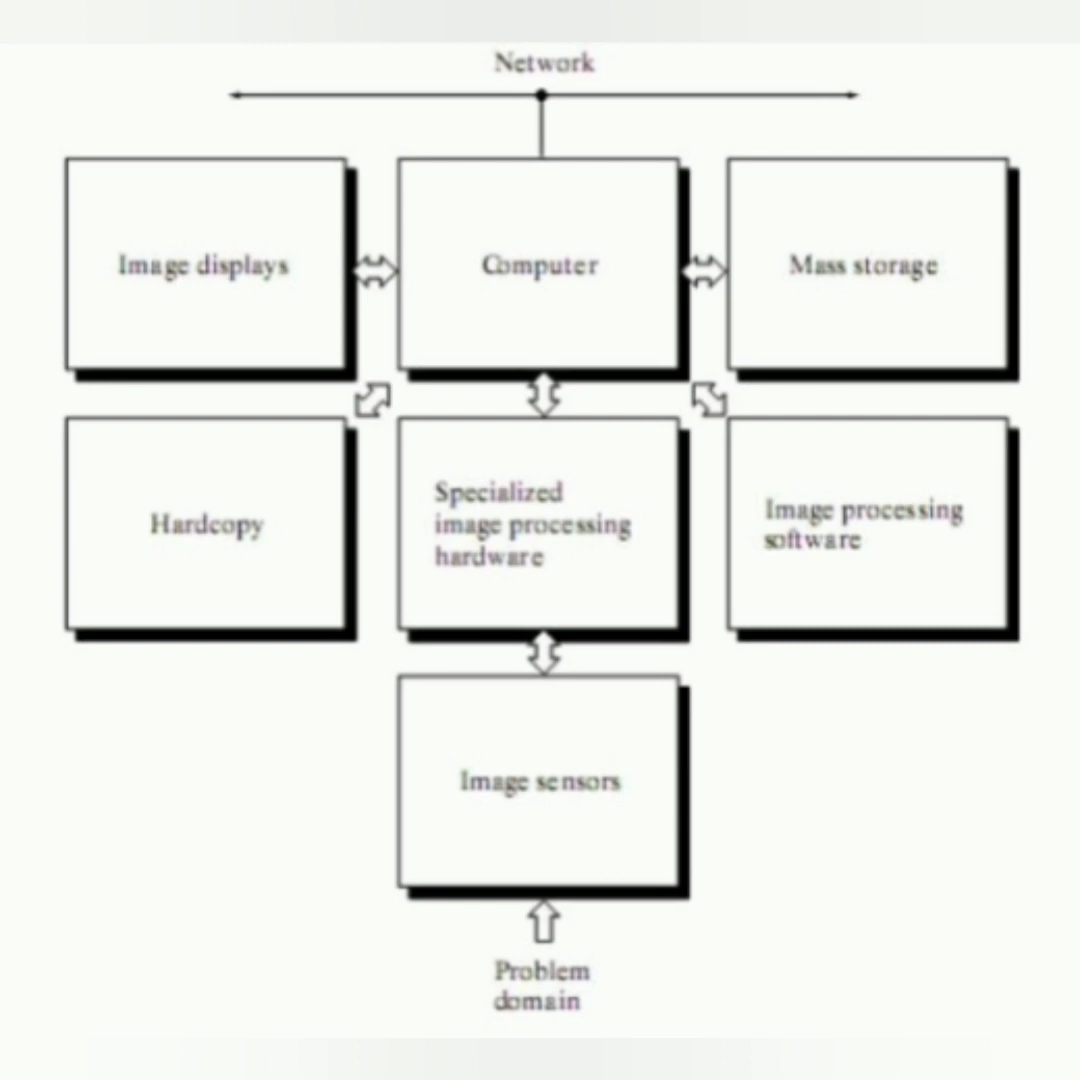 Network
Image displays
Computer
Mass storage
Hardcopy
Specialized
image processing
hardware
Image processing
software
Image sensors
Problem
domain